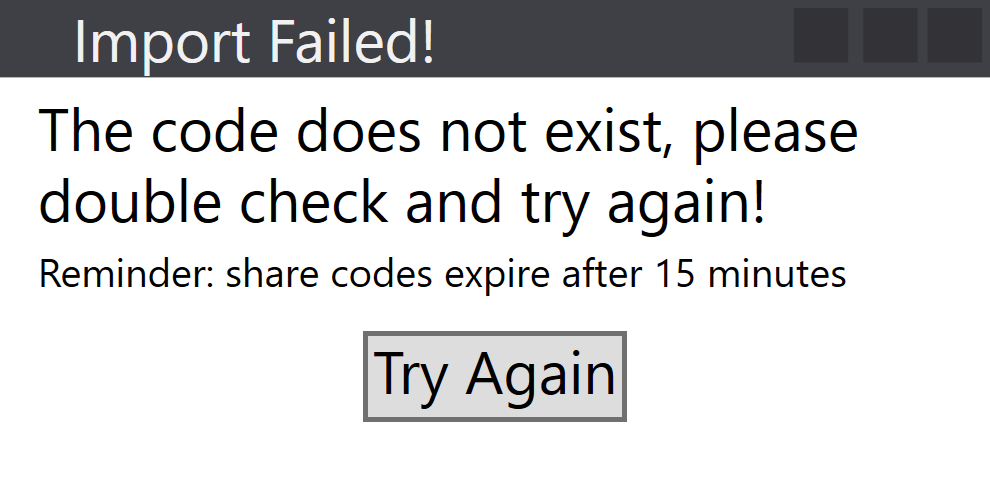 Import Failed!
The code does not exist, please
double check and try again!
Reminder: share codes expire after 15 minutes
Try Again